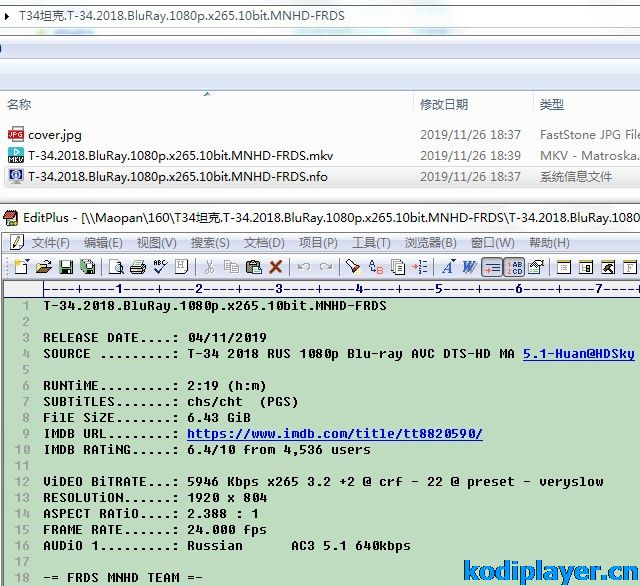 T34坦克.T-34.2018.BluRay.1080p.x265.10bit.MNHD-FRDS
名称 修改日期 类型
cover.jpg 2019/11/26 18:37 FastStone JPG File
T-34.2018.BluRay.1080p.x265.10bit.MNHD-FRDS.mkv 2019/11/26 18:39 MKV - Matroska.
T-34.2018.BluRay.1080p.x265.10bit.MNHD-FRDS.nfo 2019/11/26 18:37 系统信息文件
EditPlus - [\\Maopan\160\T34坦克.T-34.2018.BluRay.1080p.x265.10bit.MNHD-FRDS\T-34.2018.BluRay.1080
文件(F) 编辑(E) 视图(V) 搜索(S) 文档(D) 项目(P) 工具(T) 浏览器(B) 窗口(W) 帮助(H)
----+----1----+----2----+----3----+----4----+----5----+----6----+----7----+
1 T-34.2018.BluRay.1080p.x265.10bit.MNHD-FRDS
2
3 RELEASE DATE....: 04/11/2019
4 SOURCE .........: T-34 2018 RUS 1080p Blu-ray AVC DTS-HD MA 5.1-Huan@HDSky
5
6 RUNTiME.........: 2:19 (h:m)
7 SUBTiTLES.......: chs/cht (PGS)
8 FilE SiZE.......: 6.43 GiB
9 IMDB URL........: https://www.imdb.com/title/tt8820590/
10 IMDB RATiNG.....: 6.4/10 from 4,536 users
11
12 ViDEO BiTRATE...: 5946 Kbps x265 3.2 +2 @ crf - 22 @ preset - veryslow
13 RESOLUTiON......: 1920 x 804
14 ASPECT RATiO....: 2.388 : 1
15 FRAME RATE......: 24.000 fps
16 AUDiO 1.........: Russian AC3 5.1 640kbps
17
18 -= FRDS MNHD TEAM =-
kodiplayer.cn